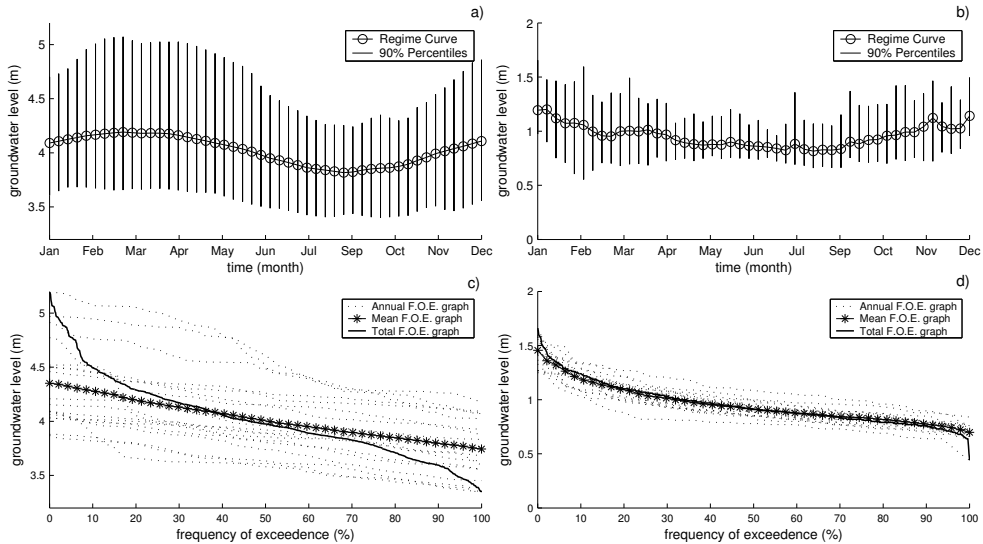 a)
Regime Curve
90% Percentiles
groundwater level (m)
5
4.5
4
3.5
Jan Feb Mar Apr May Jun Jul Sep Oct Nov Dec
time (month)
b)
Regime Curve
90% Percentiles
groundwater level (m)
2
1.5
1
0.5
0
Jan Feb Mar Apr May Jun Jul Sep Oct Nov Dec
time (month)
c)
Annual F.O.E. graph
Mean F.O.E. graph
Total F.O.E. graph
groundwater level (m)
5
4.5
4
3.5
0 10 20 30 40 50 60 70 80 90 100
frequency of exceedence (%)
d)
Annual F.O.E. graph
Mean F.O.E. graph
Total F.O.E. graph
groundwater level (m)
2
1.5
1
0.5
0
0 10 20 30 40 50 60 70 80 90 100
frequency of exceedence (%)